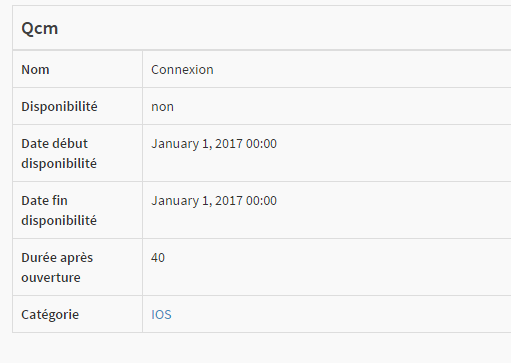 Qcm
Nom Connexion
Disponibilité non
Date début January 1, 2017 00:00
disponibilité
Date fin January 1, 2017 00:00
disponibilité
Durée après 40
ouverture
Catégorie IOS